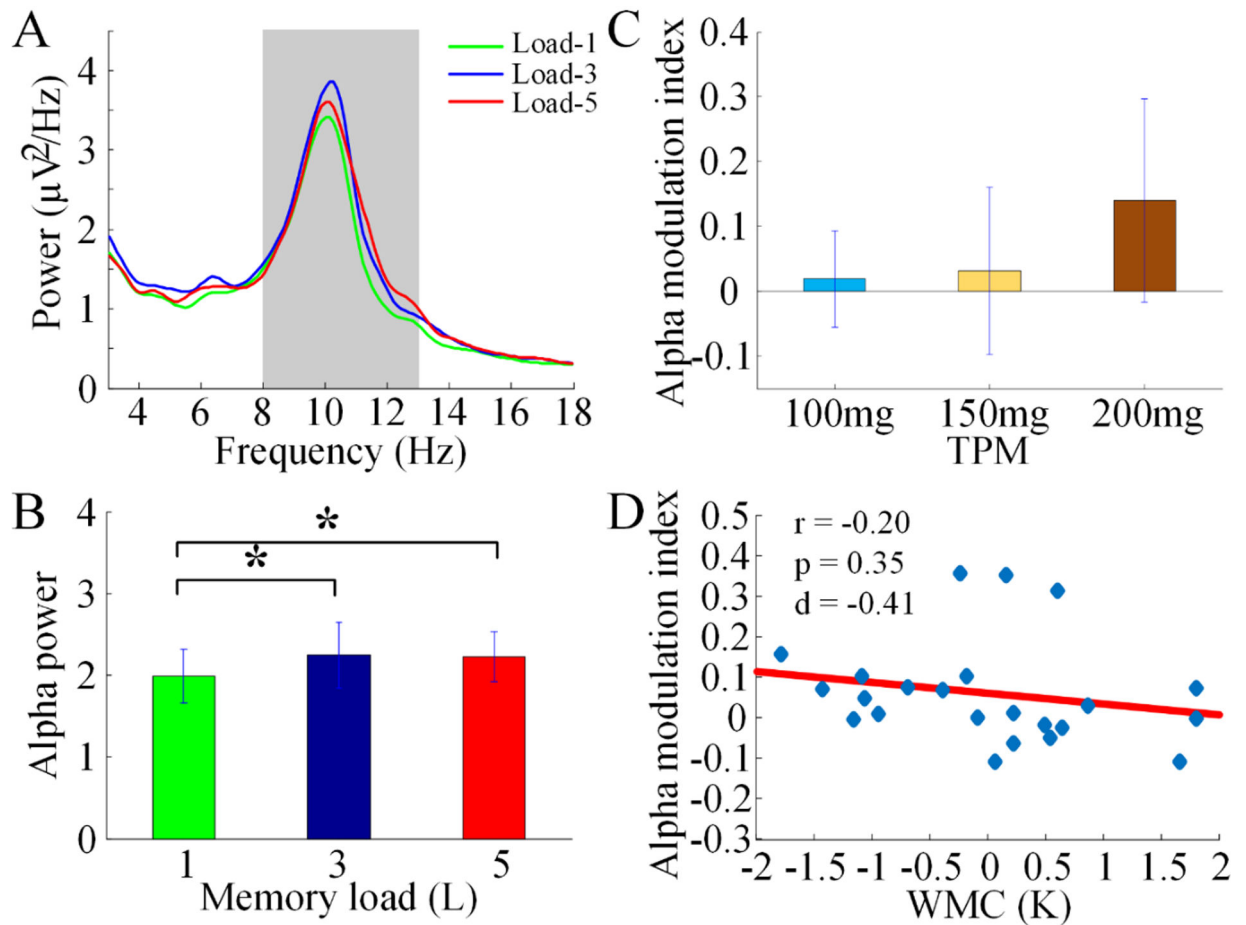 A
Power (μV²/Hz)
4
3
2
1
0
4 6 8 10 12 14 16 18
Frequency (Hz)
Load-1
Load-3
Load-5
C
Alpha modulation index
0.4
0.3
0.2
0.1
0
-0.1
100mg 150mg 200mg
TPM
B
Alpha power
4
3
2
1
0
*
*
1 3 5
Memory load (L)
D
Alpha modulation index
0.5
0.4
0.3
0.2
0.1
0
-0.1
-0.2
-0.3
r = -0.20
p = 0.35
d = -0.41
-2 -1.5 -1 -0.5 0 0.5 1 1.5 2
WMC (K)